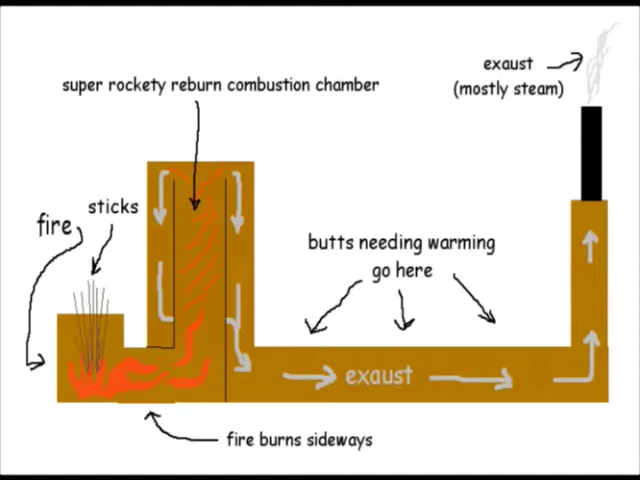 exaust
(mostly steam)
super rockety reburn combustion chamber
sticks
fire
butts needing warming
go here
exaust
fire burns sideways